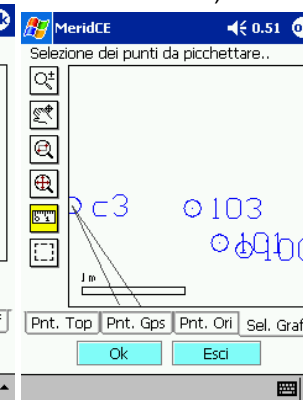 MeridCE 0.51
Selezione dei punti da picchettare..
c3 103
1 m
Pnt. Top Pnt. Gps Pnt. Ori Sel. Graf
Ok Esci